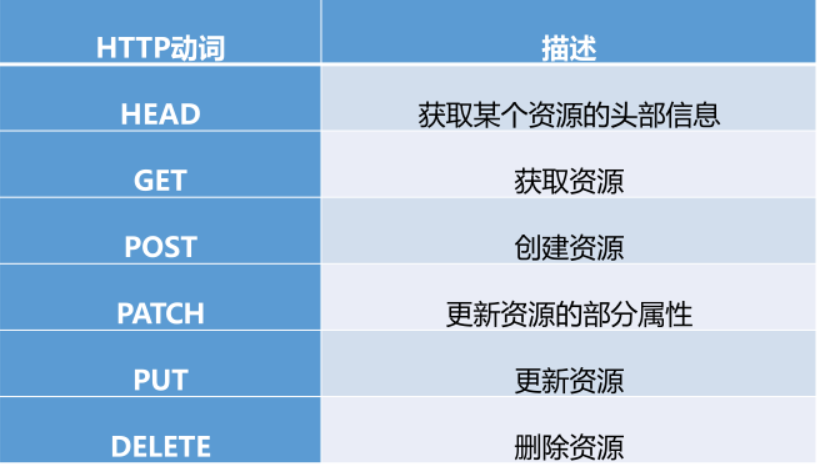 HTTP动词 描述
HEAD 获取某个资源的头部信息
GET 获取资源
POST 创建资源
PATCH 更新资源的部分属性
PUT 更新资源
DELETE 删除资源